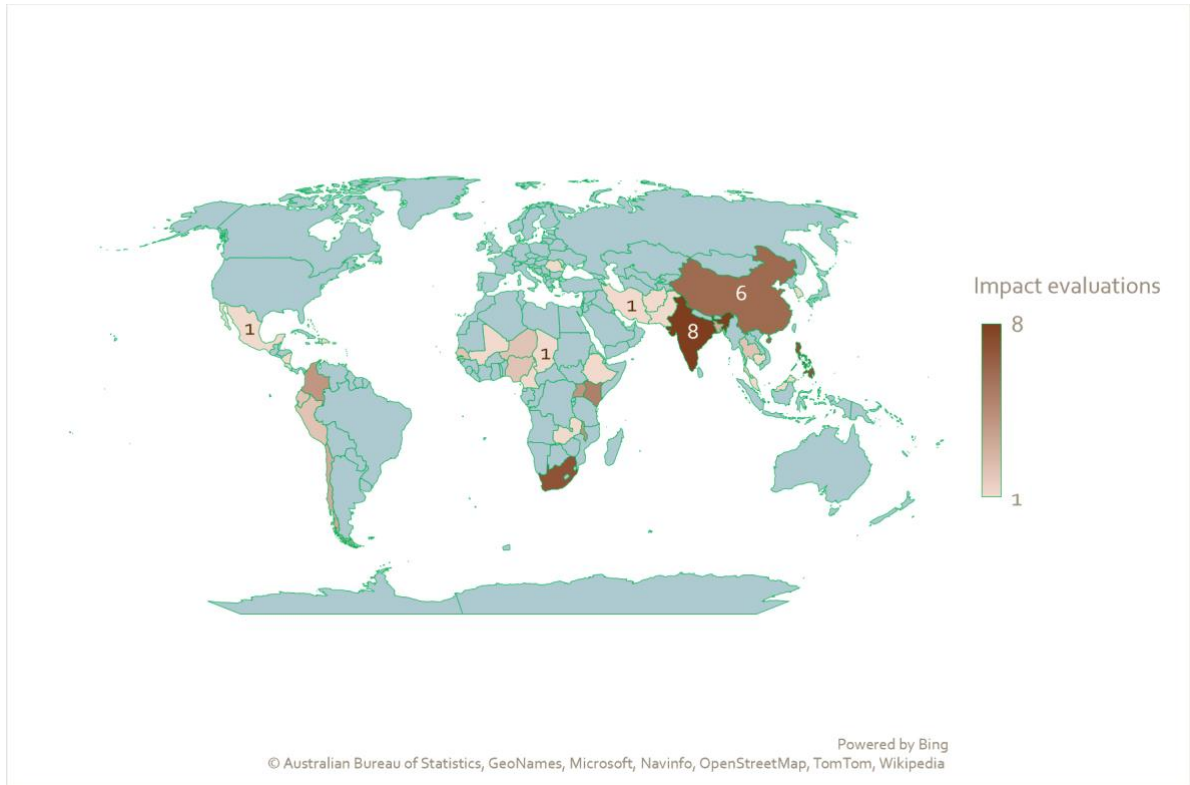 Impact evaluations
8
6
1
8
1
1
1
Powered by Bing
© Australian Bureau of Statistics, GeoNames, Microsoft, Navinfo, OpenStreetMap, TomTom, Wikipedia